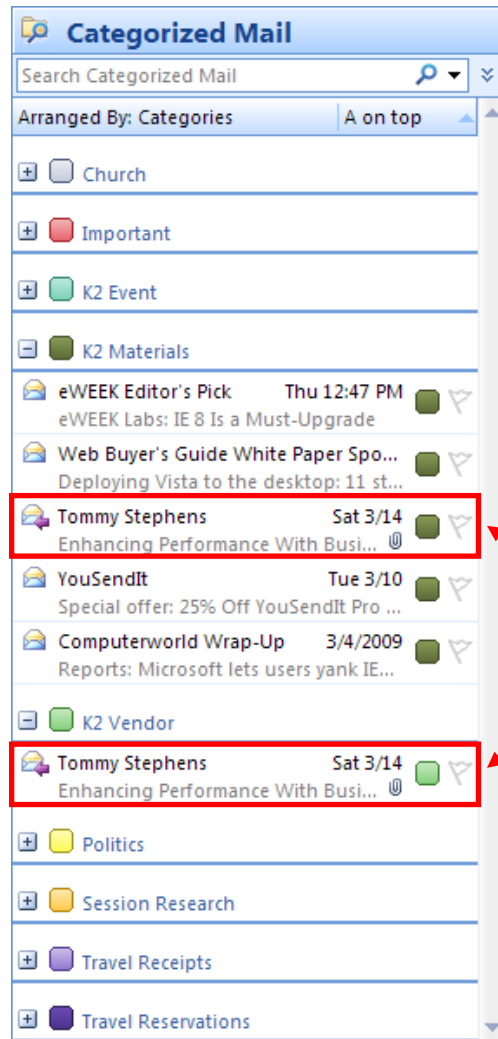 Categorized Mail
Search Categorized Mail
Arranged By: Categories A on top
Church
Important
K2 Event
K2 Materials
eWEEK Editor's Pick Thu 12:47 PM
eWEEK Labs: IE 8 Is a Must-Upgrade
Web Buyer's Guide White Paper Spo...
Deploying Vista to the desktop: 11 st...
Tommy Stephens Sat 3/14
Enhancing Performance With Busi...
YouSendIt Tue 3/10
Special offer: 25% Off YouSendIt Pro ...
Computerworld Wrap-Up 3/4/2009
Reports: Microsoft lets users yank IE...
K2 Vendor
Tommy Stephens Sat 3/14
Enhancing Performance With Busi...
Politics
Session Research
Travel Receipts
Travel Reservations